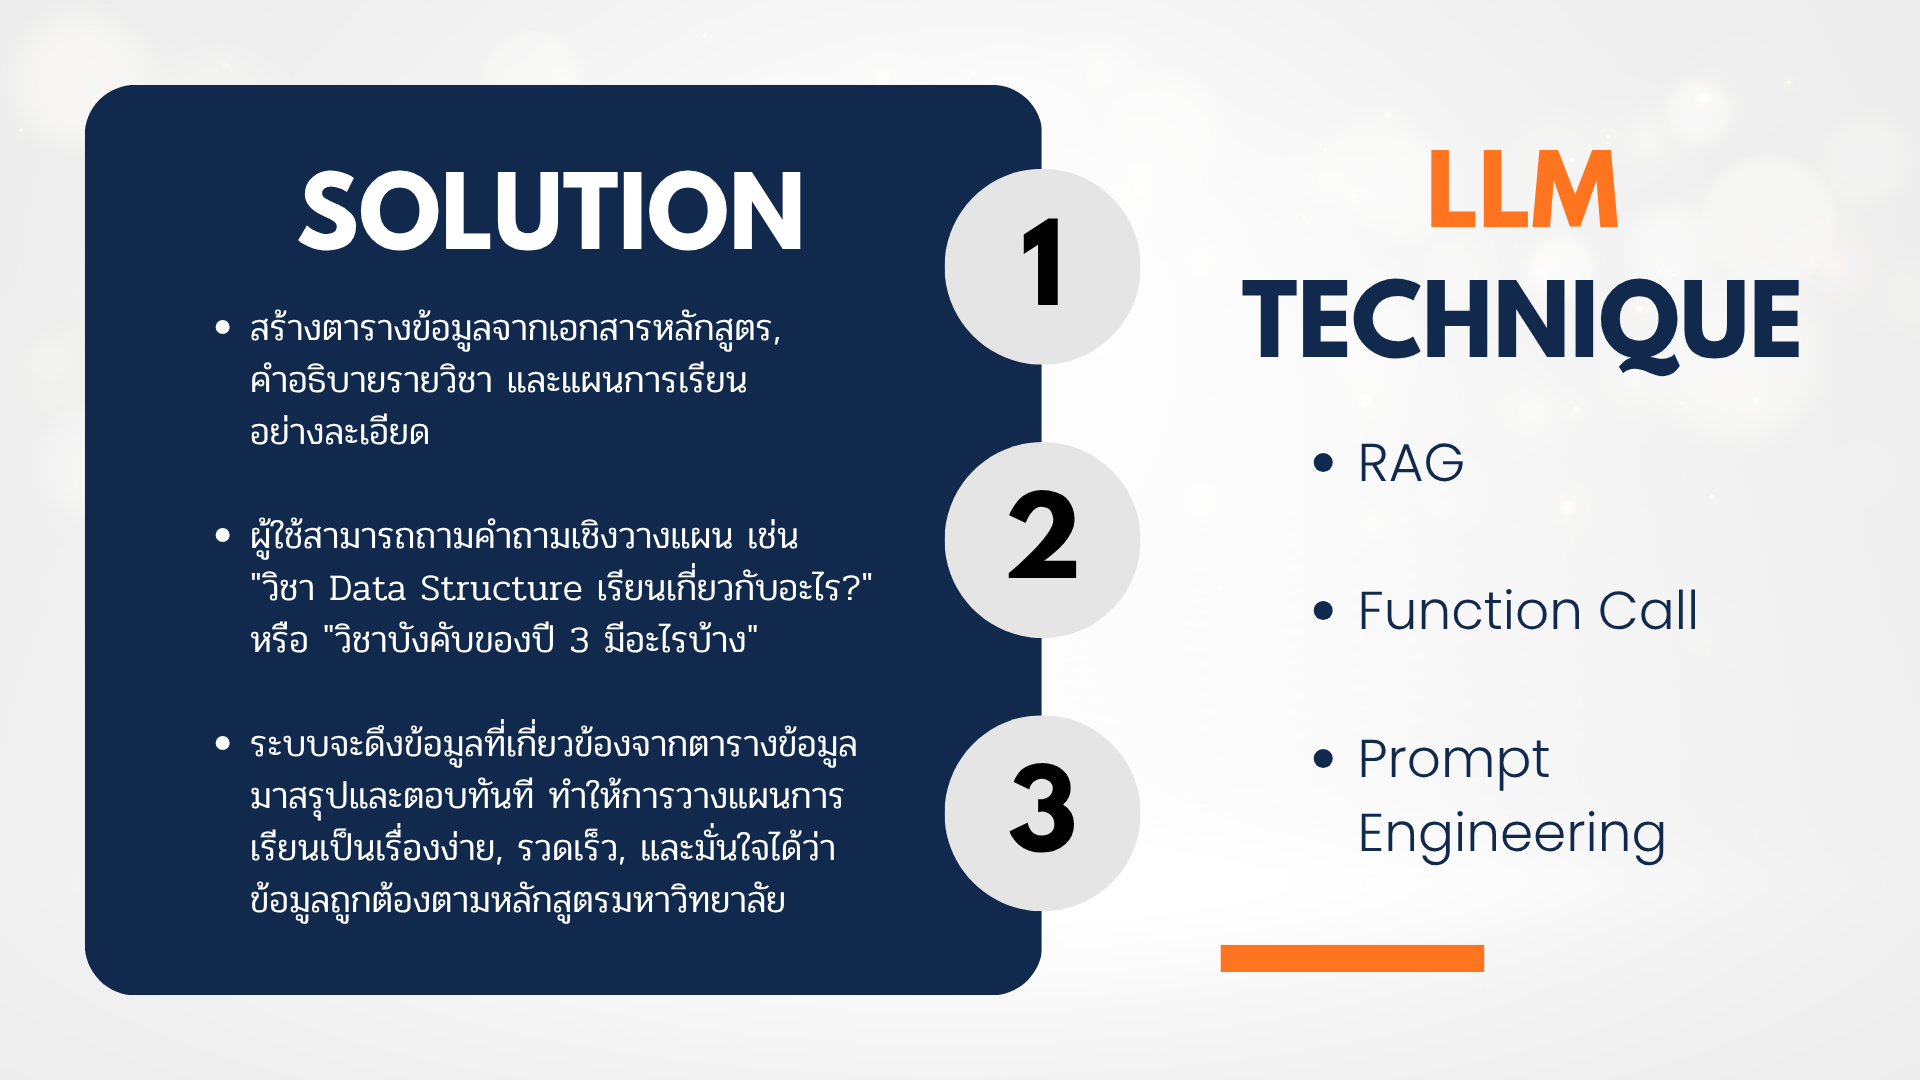 SOLUTION
• สร้างตารางข้อมูลจากเอกสารหลักสูตร,
คำอธิบายรายวิชา และแผนการเรียน
อย่างละเอียด
• ผู้ใช้สามารถถามคำถามเชิงวางแผน เช่น
"วิชา Data Structure เรียนเกี่ยวกับอะไร?"
หรือ "วิชาบังคับของปี 3 มีอะไรบ้าง"
• ระบบจะดึงข้อมูลที่เกี่ยวข้องจากตารางข้อมูล
มาสรุปและตอบทันที ทำให้การวางแผนการ
เรียนเป็นเรื่องง่าย, รวดเร็ว, และมั่นใจได้ว่า
ข้อมูลถูกต้องตามหลักสูตรมหาวิทยาลัย
1
2
3
LLM
TECHNIQUE
• RAG
• Function Call
• Prompt
Engineering